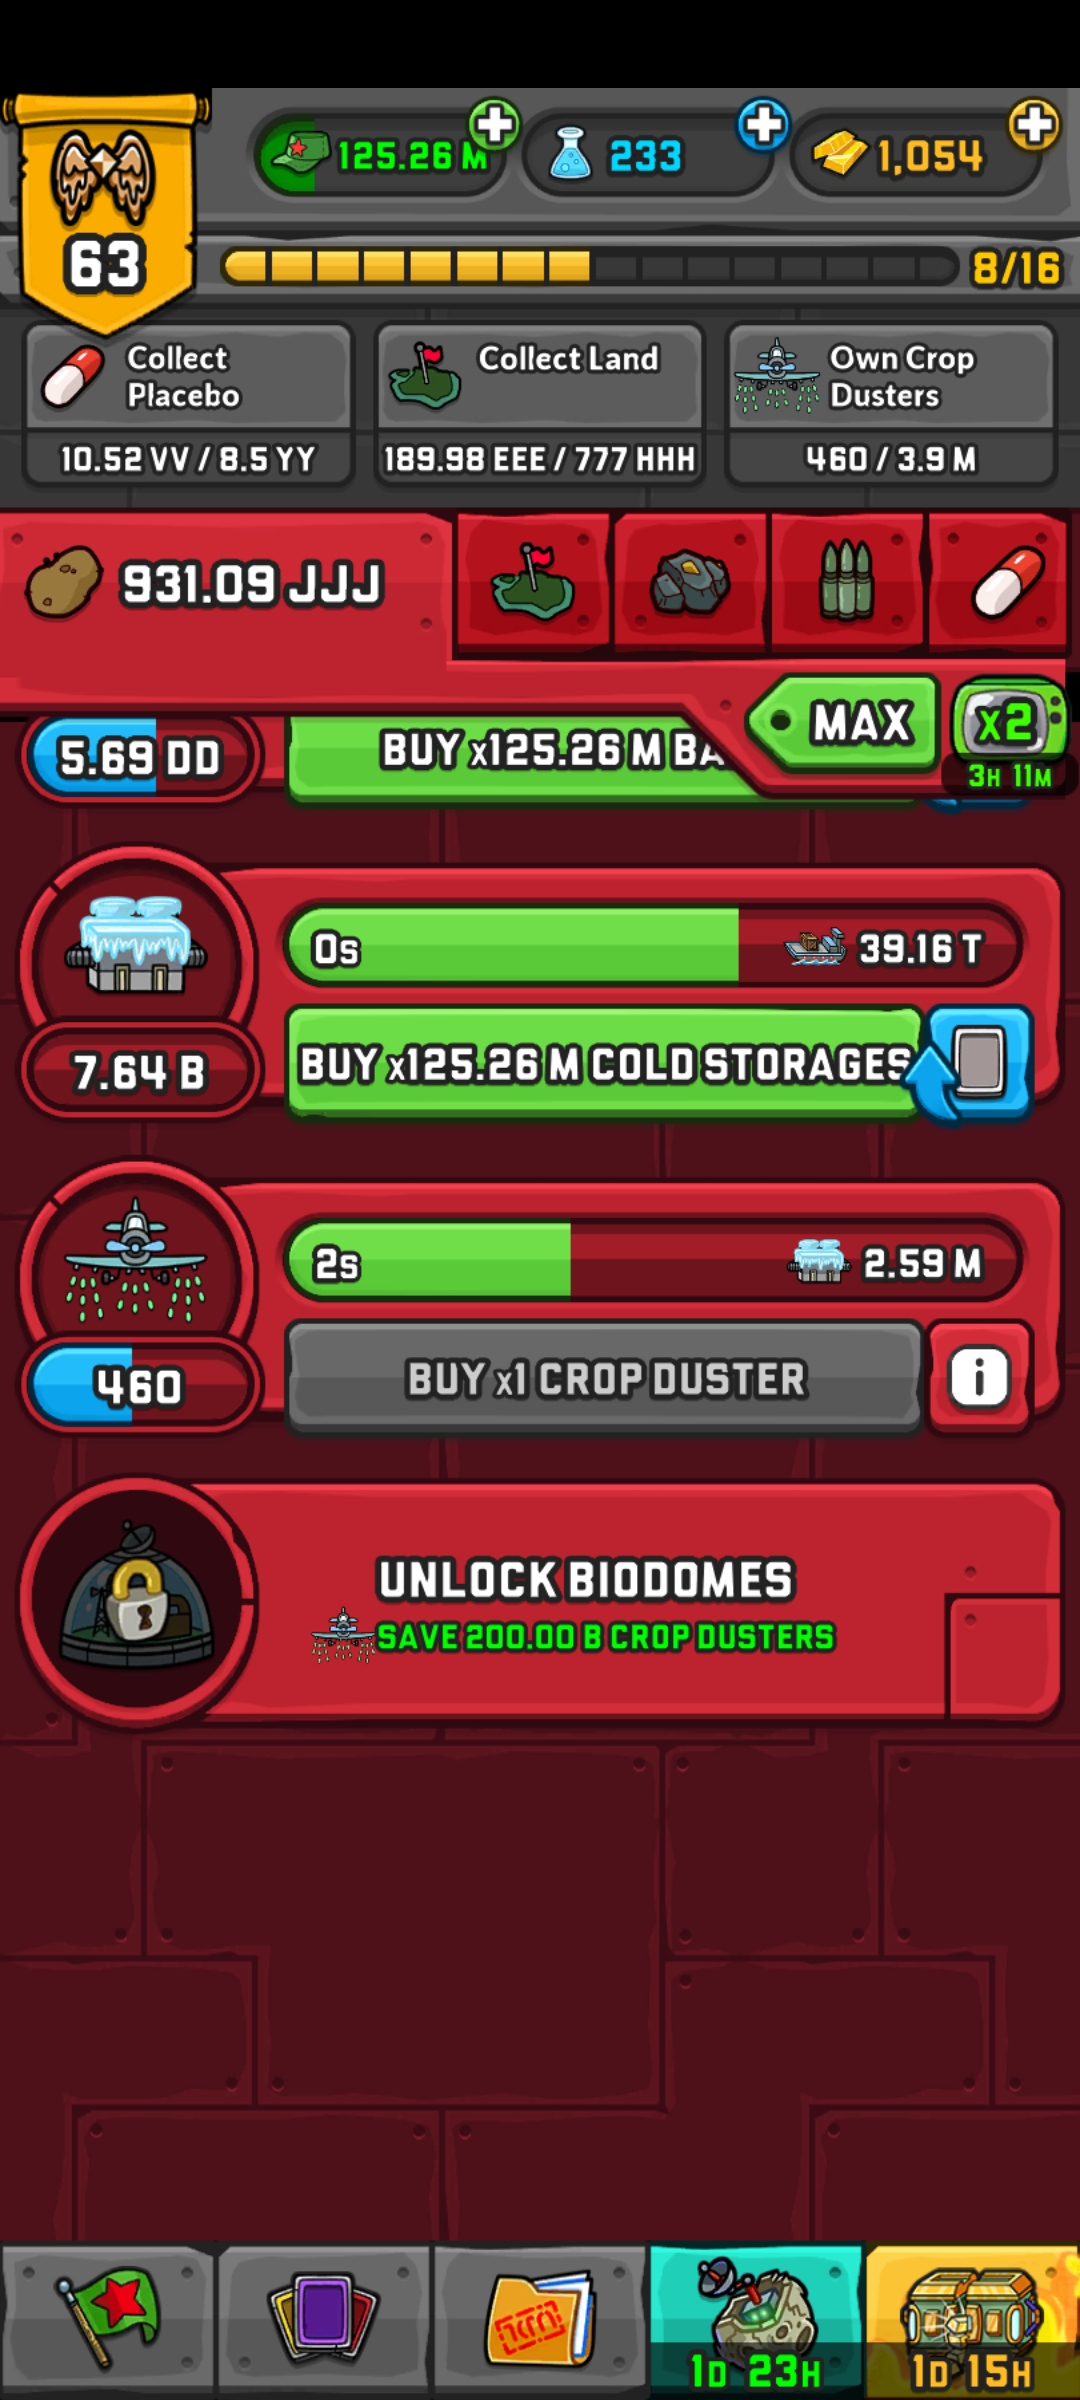 125.26 M
233
1,054
63
8/16
Collect
Placebo
10.52 VV / 8.5 YY
Collect Land
189.98 EEE / 777 HHH
Own Crop
Dusters
460 / 3.9 M
931.09 JJJ
MAX
x2
3H 11M
5.69 DD
BUY x125.26 M BA
0s
39.16 T
7.64 B
BUY x125.26 M COLD STORAGES
2s
2.59 M
460
BUY x1 CROP DUSTER
i
UNLOCK BIODOMES
SAVE 200.00 B CROP DUSTERS
1D 23H
1D 15H